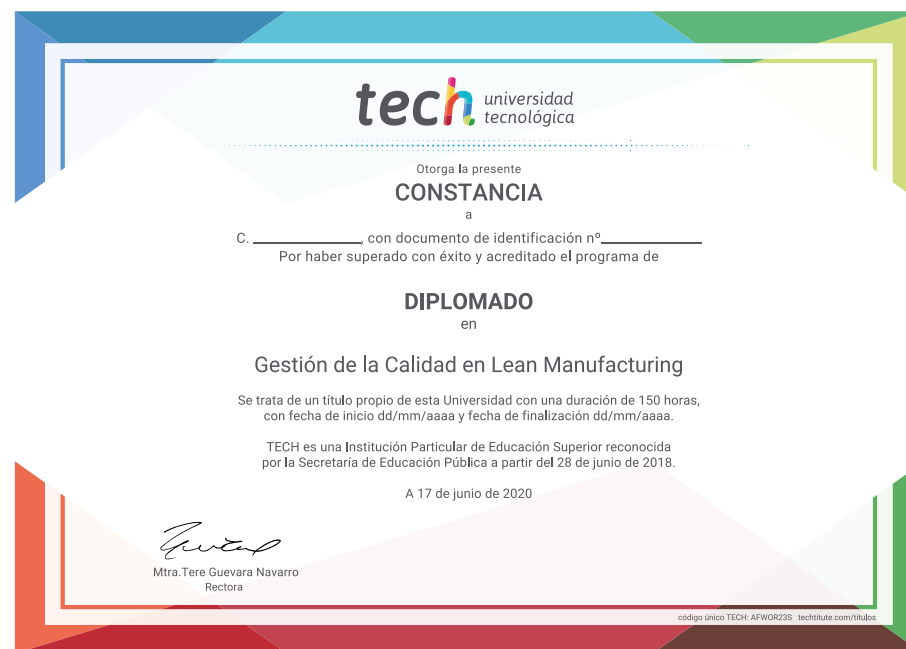 tech universidad
tecnológica
Otorga la presente
CONSTANCIA
a
C. ____________, con documento de identificación nº____________
Por haber superado con éxito y acreditado el programa de
DIPLOMADO
en
Gestión de la Calidad en Lean Manufacturing
Se trata de un título propio de esta Universidad con una duración de 150 horas,
con fecha de inicio dd/mm/aaaa y fecha de finalización dd/mm/aaaa.
TECH es una Institución Particular de Educación Superior reconocida
por la Secretaría de Educación Pública a partir del 28 de junio de 2018.
A 17 de junio de 2020
Mtra.Tere Guevara Navarro
Rectora
código único TECH: AFWOR23S techtitute.com/titulos